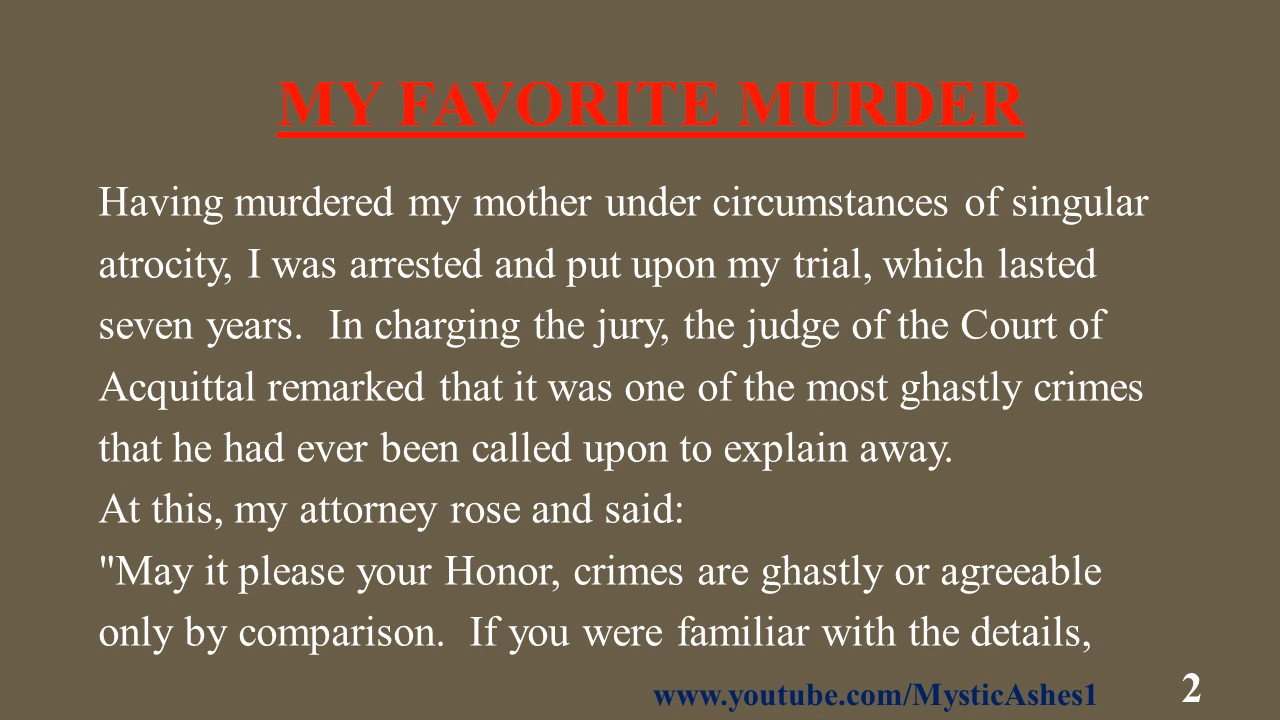 MY FAVORITE MURDER
Having murdered my mother under circumstances of singular
atrocity, I was arrested and put upon my trial, which lasted
seven years.  In charging the jury, the judge of the Court of
Acquittal remarked that it was one of the most ghastly crimes
that he had ever been called upon to explain away.
At this, my attorney rose and said:
"May it please your Honor, crimes are ghastly or agreeable
only by comparison.  If you were familiar with the details,
www.youtube.com/MysticAshes1
2